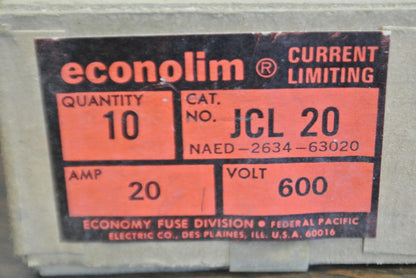 econolim ® CURRENT LIMITING
QUANTITY 10
CAT. NO. JCL 20
NAED-2634-63020
AMP 20
VOLT 600
ECONOMY FUSE DIVISION • FEDERAL PACIFIC
ELECTRIC CO., DES PLAINES, ILL. U.S.A. 60016